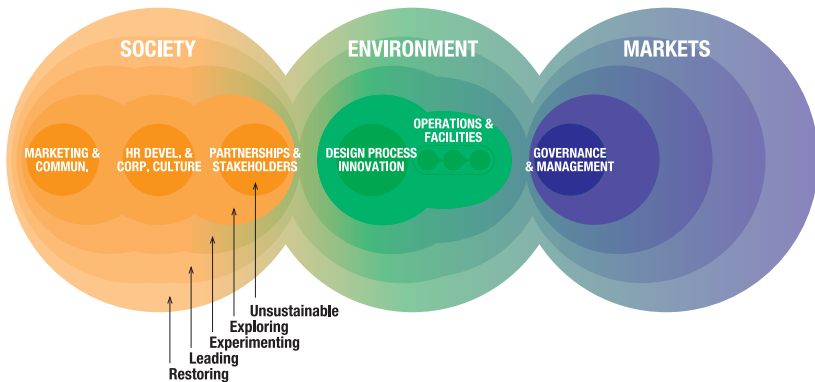 SOCIETY
ENVIRONMENT
MARKETS
MARKETING &
COMMUN.
HR DEVEL. &
CORP. CULTURE
PARTNERSHIPS &
STAKEHOLDERS
DESIGN PROCESS
INNOVATION
OPERATIONS &
FACILITIES
GOVERNANCE
& MANAGEMENT
Unsustainable
Exploring
Experimenting
Leading
Restoring